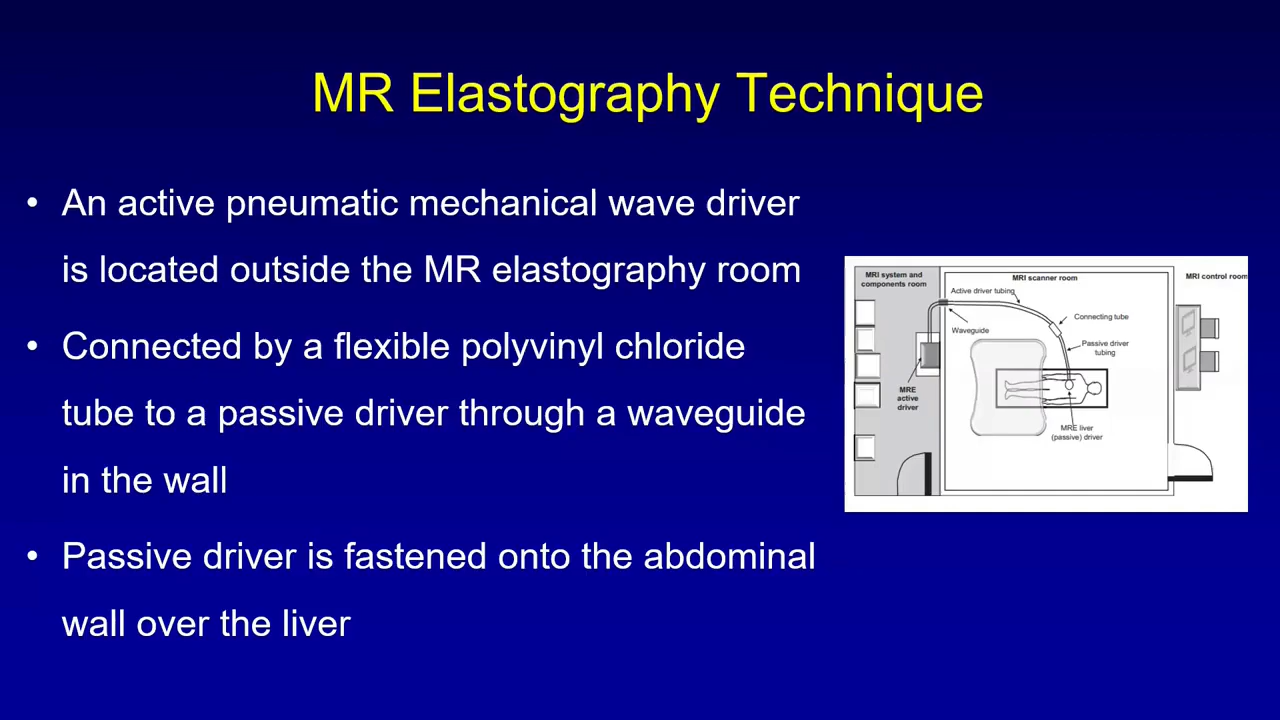 MR Elastography Technique
• An active pneumatic mechanical wave driver
is located outside the MR elastography room
• Connected by a flexible polyvinyl chloride
tube to a passive driver through a waveguide
in the wall
• Passive driver is fastened onto the abdominal
wall over the liver
MRI system and
components room
MRI scanner room
MRI control room
Active driver tubing
Connecting tube
Waveguide
Passive driver
tubing
MRE
active
driver
MRE liver
(passive) driver